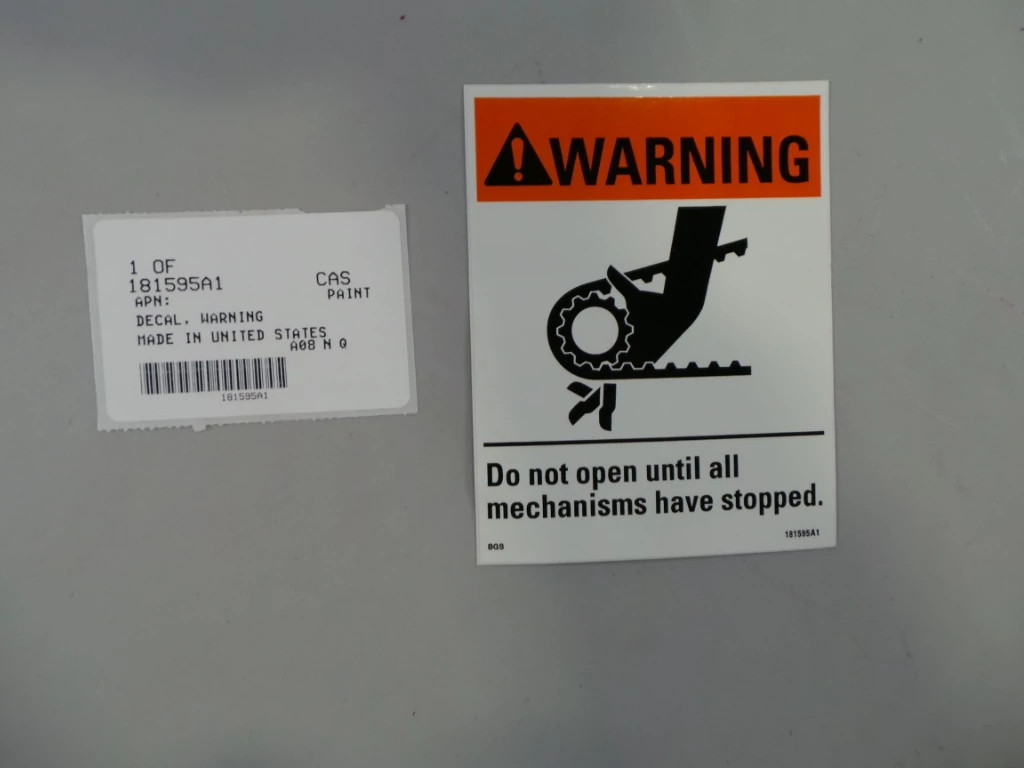 1 OF
181595A1 CAS
APN: PAINT
DECAL, WARNING
MADE IN UNITED STATES
A08 N Q
181595A1
WARNING
Do not open until all
mechanisms have stopped.
BGS 181595A1